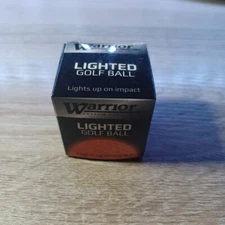 Warrior
LIGHTED
GOLF BALL
Lights up on impact
Warrior
LIGHTED
GOLF BALL